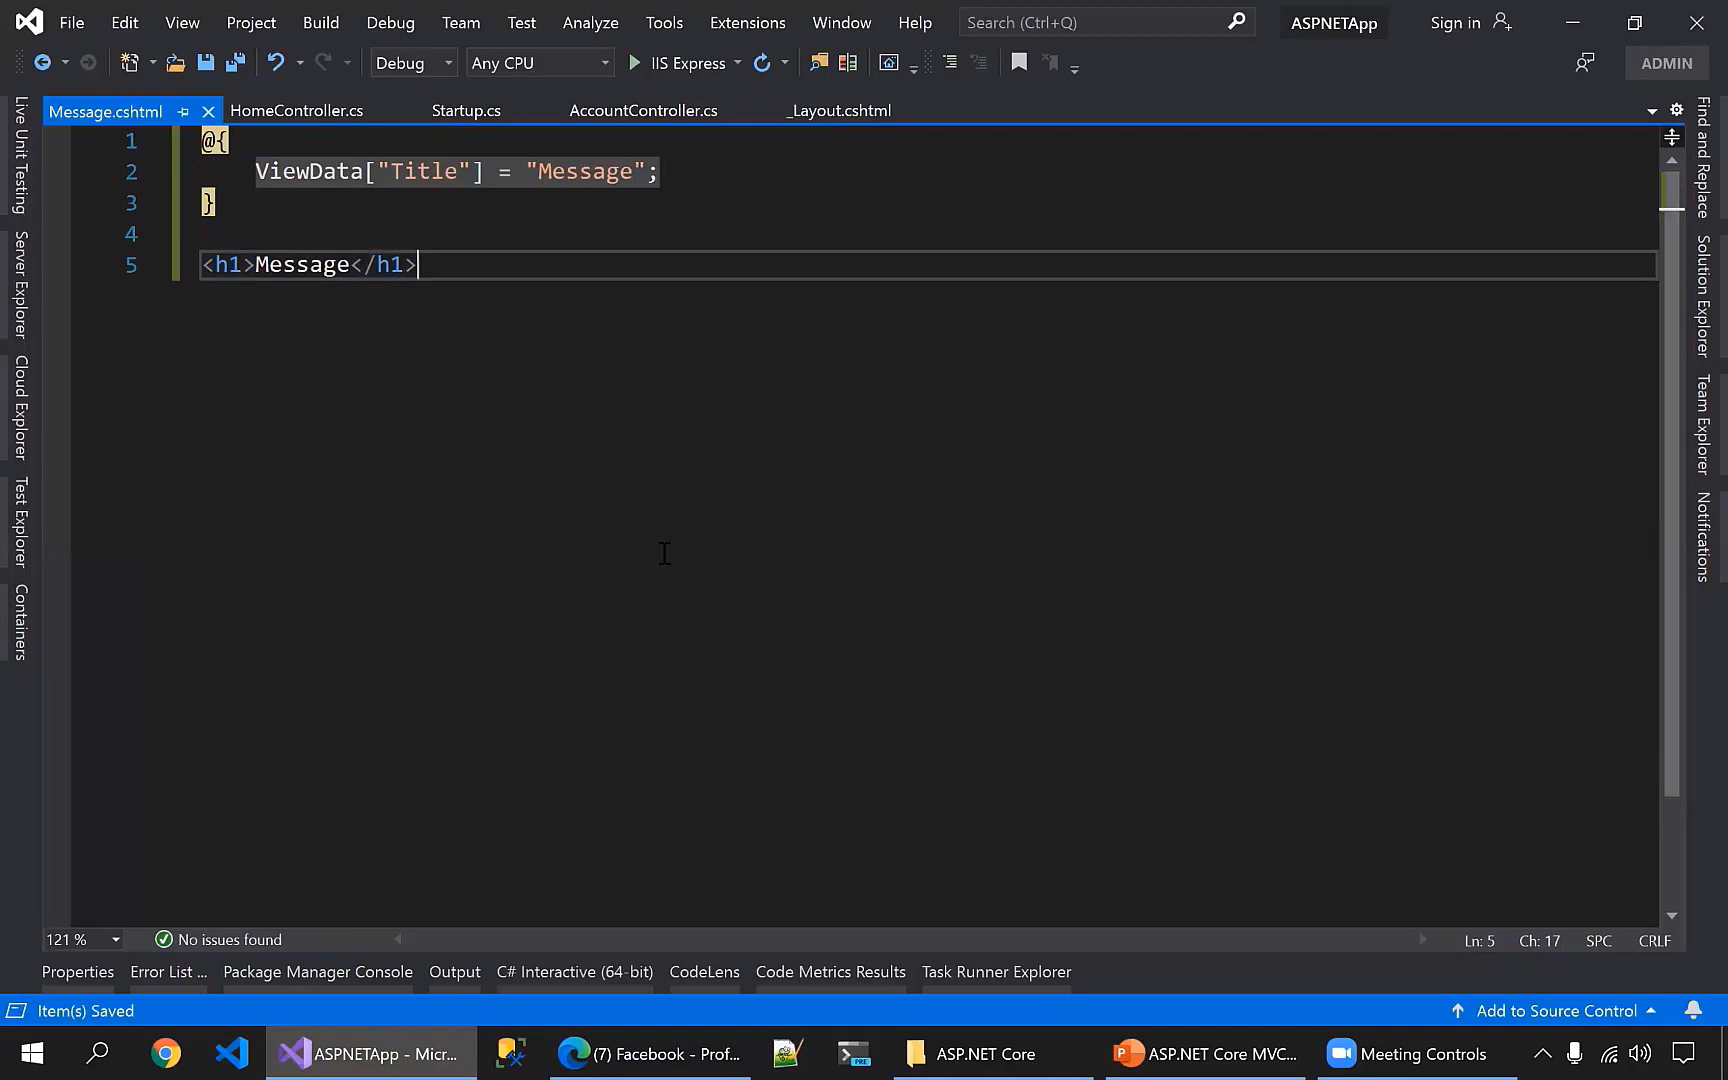 File Edit View Project Build Debug Team Test Analyze Tools Extensions Window Help Search (Ctrl+Q) ASPNETApp Sign in
Debug Any CPU IIS Express ADMIN
Message.cshtml HomeController.cs Startup.cs AccountController.cs _Layout.cshtml
Live Unit Testing
Server Explorer
Cloud Explorer
Test Explorer
Containers
1 @{
2 ViewData["Title"] = "Message";
3 }
4
5 <h1>Message</h1>
Find and Replace
Solution Explorer
Team Explorer
Notifications
121 % No issues found Ln: 5 Ch: 17 SPC CRLF
Properties Error List ... Package Manager Console Output C# Interactive (64-bit) CodeLens Code Metrics Results Task Runner Explorer
Item(s) Saved Add to Source Control
ASPNETApp - Micr... (7) Facebook - Prof... PRE ASP.NET Core ASP.NET Core MVC... Meeting Controls